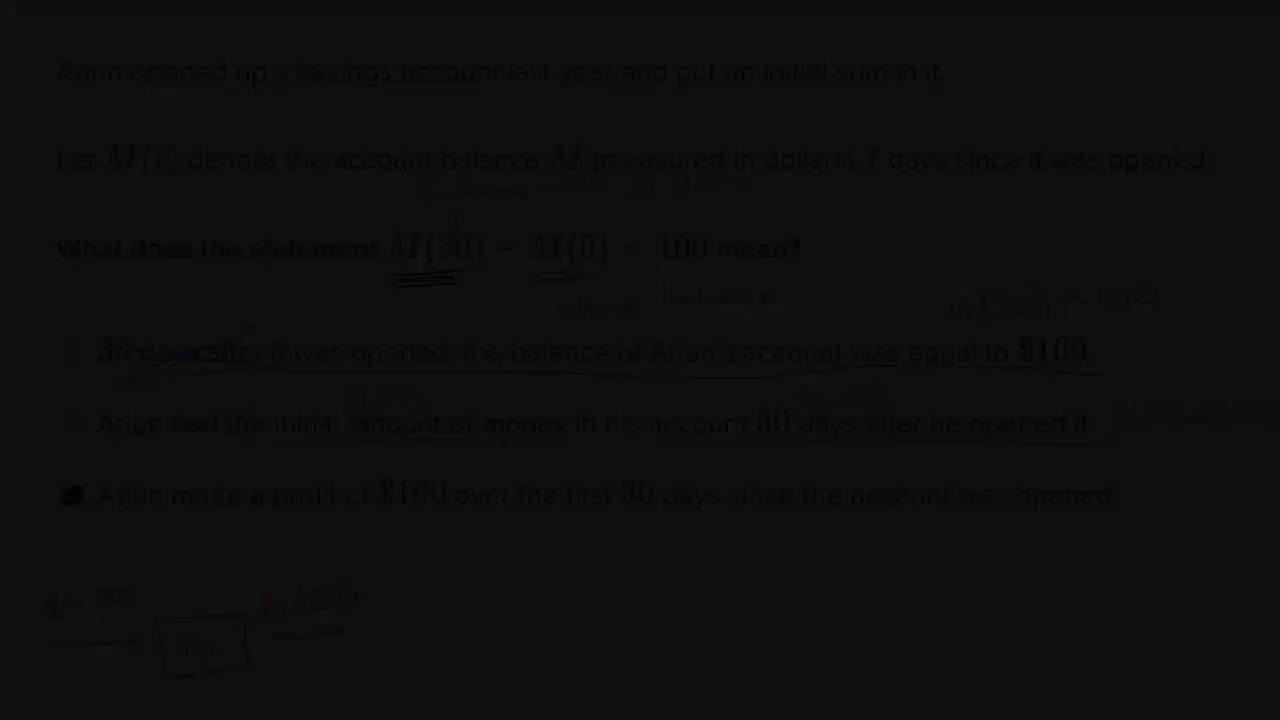 Arjun opened up a savings account last year and put an initial sum in it.
Let M(t) denote the account balance M (measured in dollars), t days since it was opened.
What does the statement M(30) − M(0) = 100 mean?
30 days after it was opened, the balance of Arjun's account was equal to $100.
Arjun had the initial amount of money in his account 30 days after he opened it.
Arjun made a profit of $100 over the first 30 days since the account was opened.